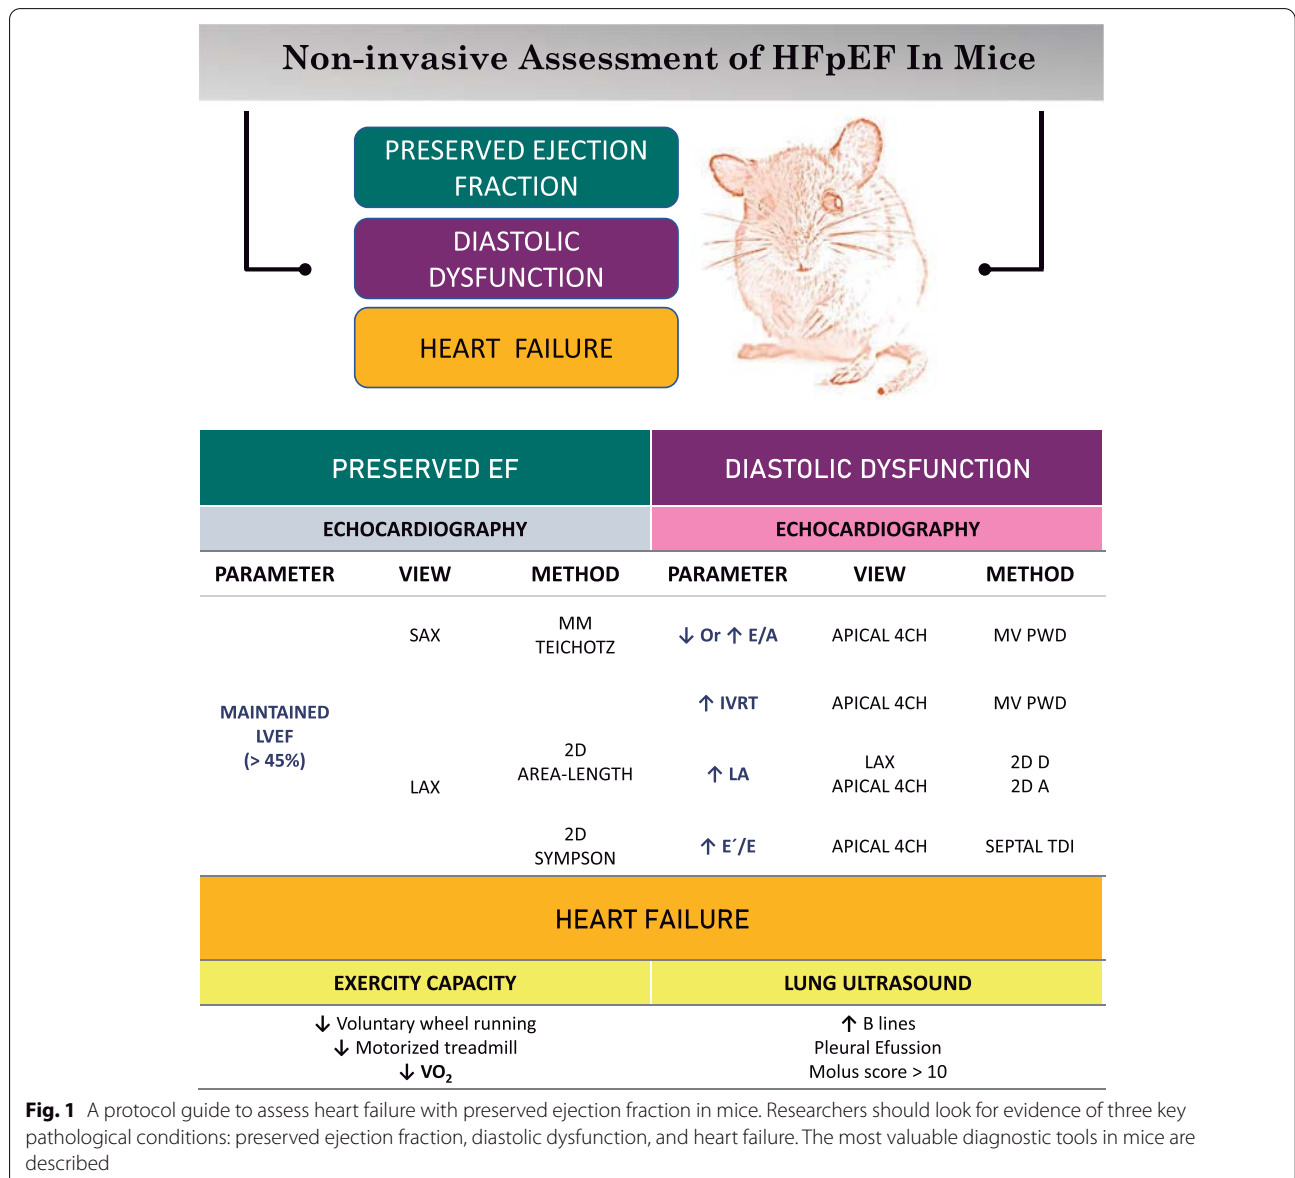 Non-invasive Assessment of HFpEF In Mice
PRESERVED EJECTION
FRACTION
DIASTOLIC
DYSFUNCTION
HEART FAILURE
PRESERVED EF
DIASTOLIC DYSFUNCTION
ECHOCARDIOGRAPHY
ECHOCARDIOGRAPHY
PARAMETER VIEW METHOD PARAMETER VIEW METHOD
MAINTAINED
LVEF
(> 45%)
SAX
MM
TEICHOTZ
LAX
2D
AREA-LENGTH
2D
SYMPSON
↓ Or ↑ E/A APICAL 4CH MV PWD
↑ IVRT APICAL 4CH MV PWD
↑ LA
LAX
APICAL 4CH
2D D
2D A
↑ E´/E APICAL 4CH SEPTAL TDI
HEART FAILURE
EXERCITY CAPACITY
↓ Voluntary wheel running
↓ Motorized treadmill
↓ VO₂
LUNG ULTRASOUND
↑ B lines
Pleural Efussion
Molus score > 10
Fig. 1 A protocol guide to assess heart failure with preserved ejection fraction in mice. Researchers should look for evidence of three key
pathological conditions: preserved ejection fraction, diastolic dysfunction, and heart failure. The most valuable diagnostic tools in mice are
described